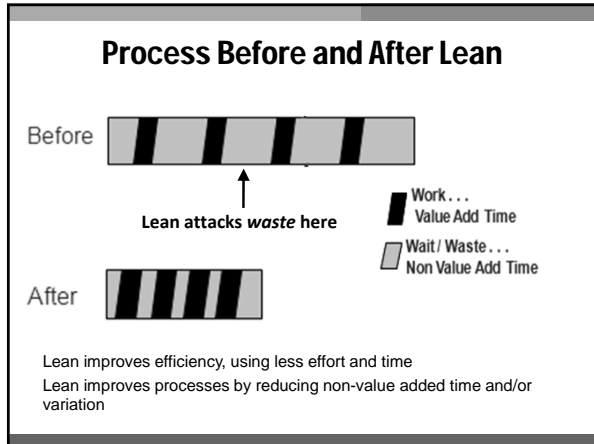 Process Before and After Lean
Before
Lean attacks waste here
Work...
Value Add Time
Wait/ Waste...
Non Value Add Time
After
Lean improves efficiency, using less effort and time
Lean improves processes by reducing non-value added time and/or
variation